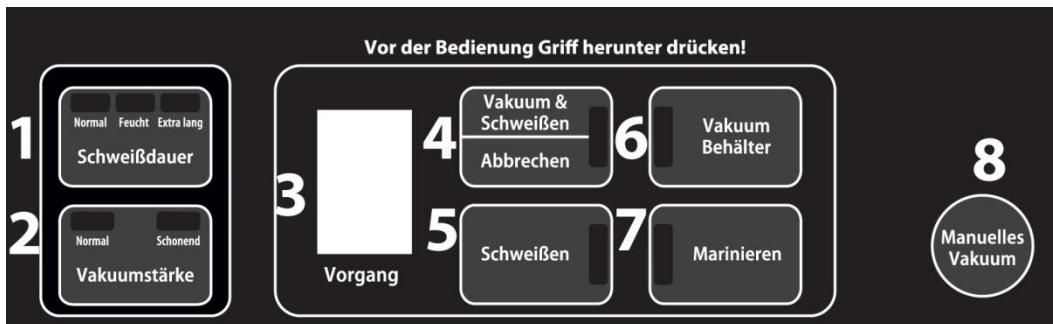 Vor der Bedienung Griff herunter drücken!
1
Normal Feucht Extra lang
Schweißdauer
2
Normal Schonend
Vakuumstärke
3
Vorgang
4
Vakuum &
Schweißen
Abbrechen
5
Schweißen
6
Vakuum
Behälter
7
Marinieren
8
Manuelles
Vakuum